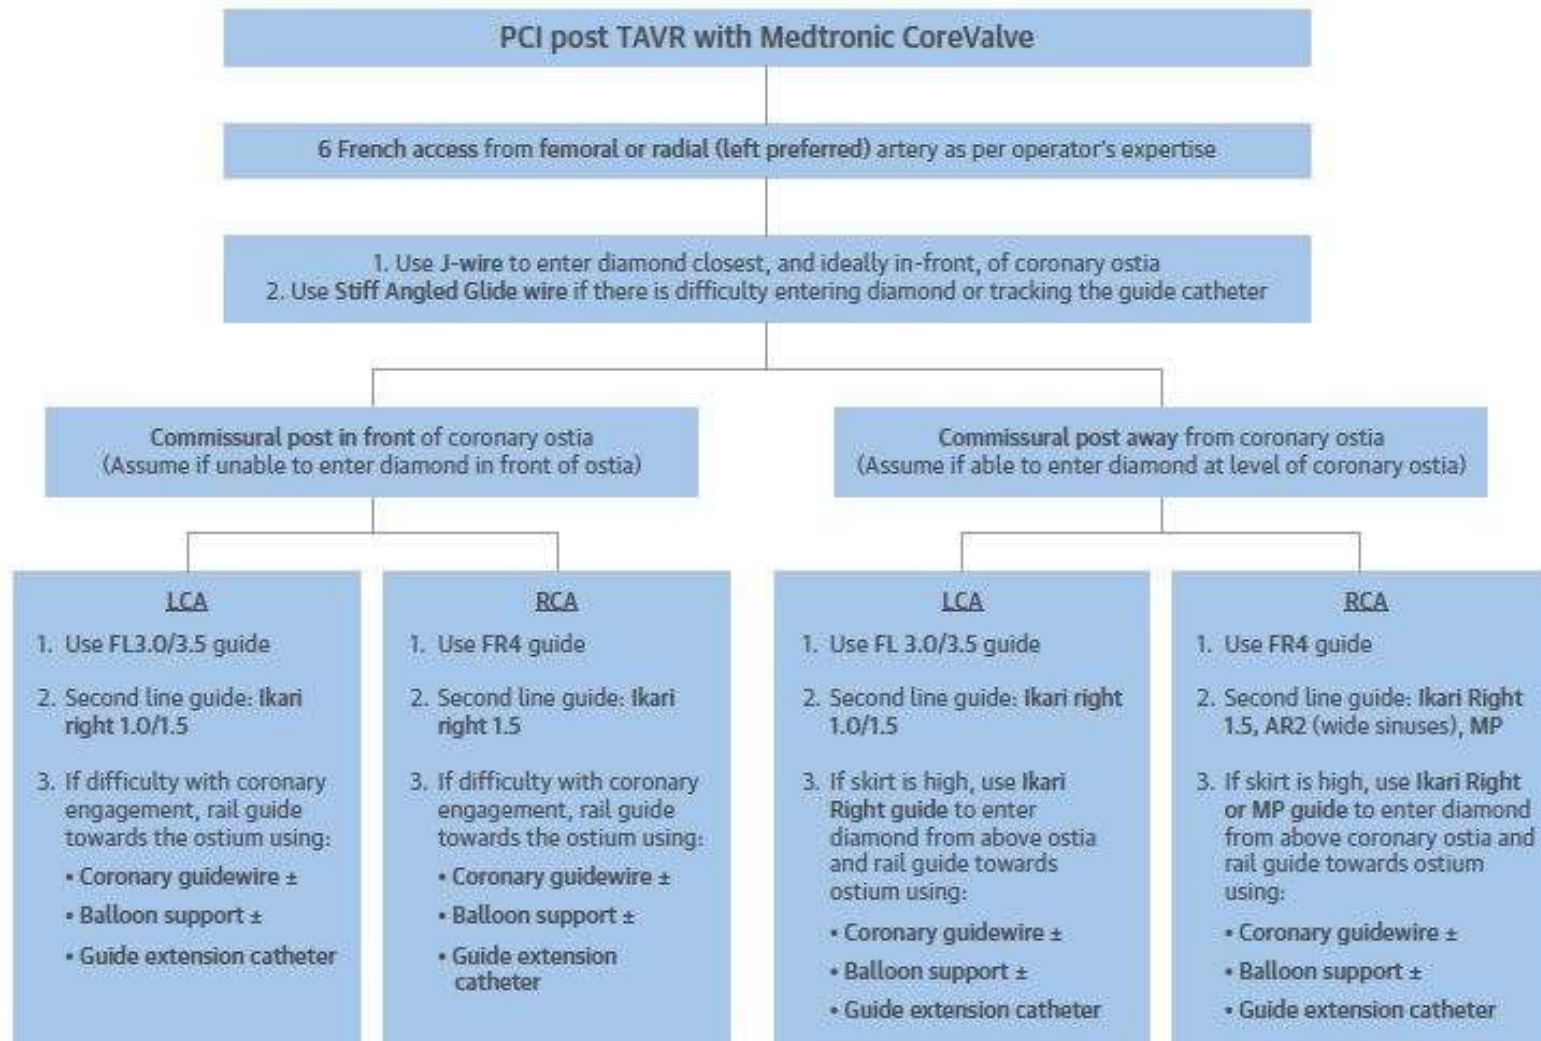 PCI post TAVR with Medtronic CoreValve
6 French access from femoral or radial (left preferred) artery as per operator's expertise
1. Use J-wire to enter diamond closest, and ideally in-front, of coronary ostia
2. Use Stiff Angled Glide wire if there is difficulty entering diamond or tracking the guide catheter
Commissural post in front of coronary ostia
(Assume if unable to enter diamond in front of ostia)
Commissural post away from coronary ostia
(Assume if able to enter diamond at level of coronary ostia)
LCA
1. Use FL3.0/3.5 guide
2. Second line guide: Ikari
right 1.0/1.5
3. If difficulty with coronary
engagement, rail guide
towards the ostium using:
• Coronary guidewire ±
• Balloon support ±
• Guide extension catheter
RCA
1. Use FR4 guide
2. Second line guide: Ikari
right 1.5
3. If difficulty with coronary
engagement, rail guide
towards the ostium using:
• Coronary guidewire ±
• Balloon support ±
• Guide extension
catheter
LCA
1. Use FL 3.0/3.5 guide
2. Second line guide: Ikari right
1.0/1.5
3. If skirt is high, use Ikari
Right guide to enter
diamond from above ostia
and rail guide towards
ostium using:
• Coronary guidewire ±
• Balloon support ±
• Guide extension catheter
RCA
1. Use FR4 guide
2. Second line guide: Ikari Right
1.5, AR2 (wide sinuses), MP
3. If skirt is high, use Ikari Right
or MP guide to enter diamond
from above coronary ostia and
rail guide towards ostium
using:
• Coronary guidewire ±
• Balloon support ±
• Guide extension catheter